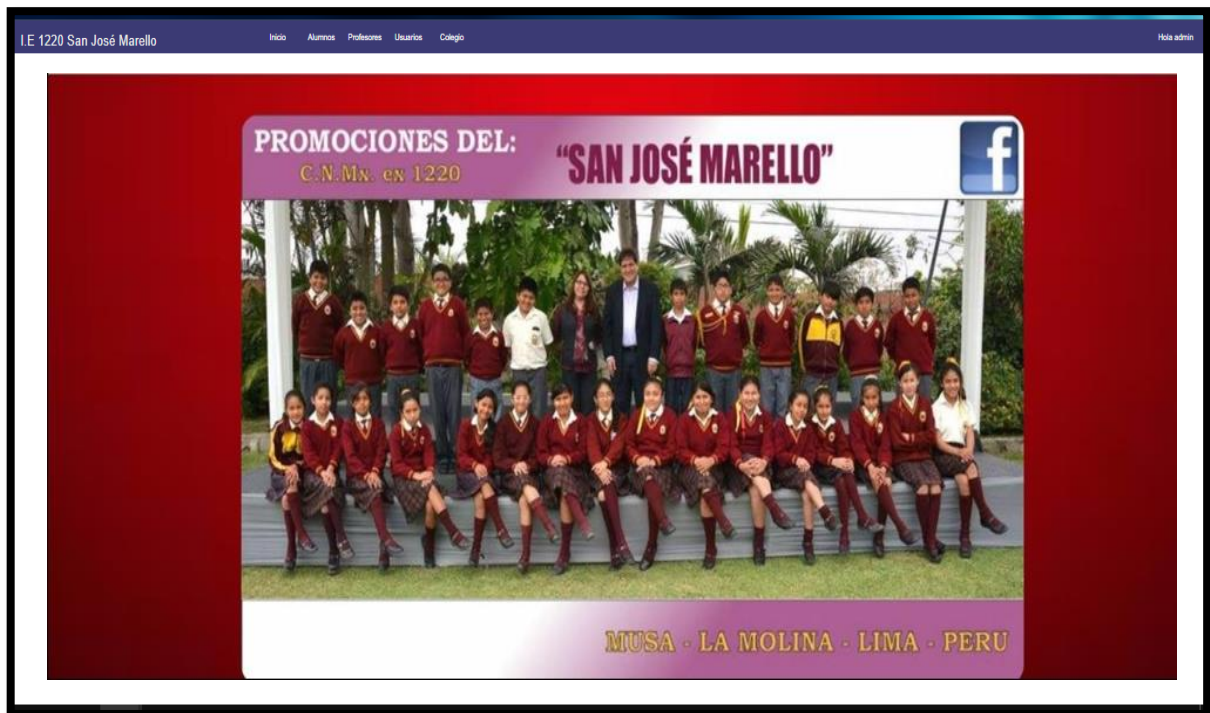 I.E 1220 San José Marello
Inicio Alumnos Profesores Usuarios Colegio
Hola admin
PROMOCIONES DEL:
C.N.Mx. ex 1220
“SAN JOSÉ MARELLO”
f
MUSA - LA MOLINA - LIMA - PERU